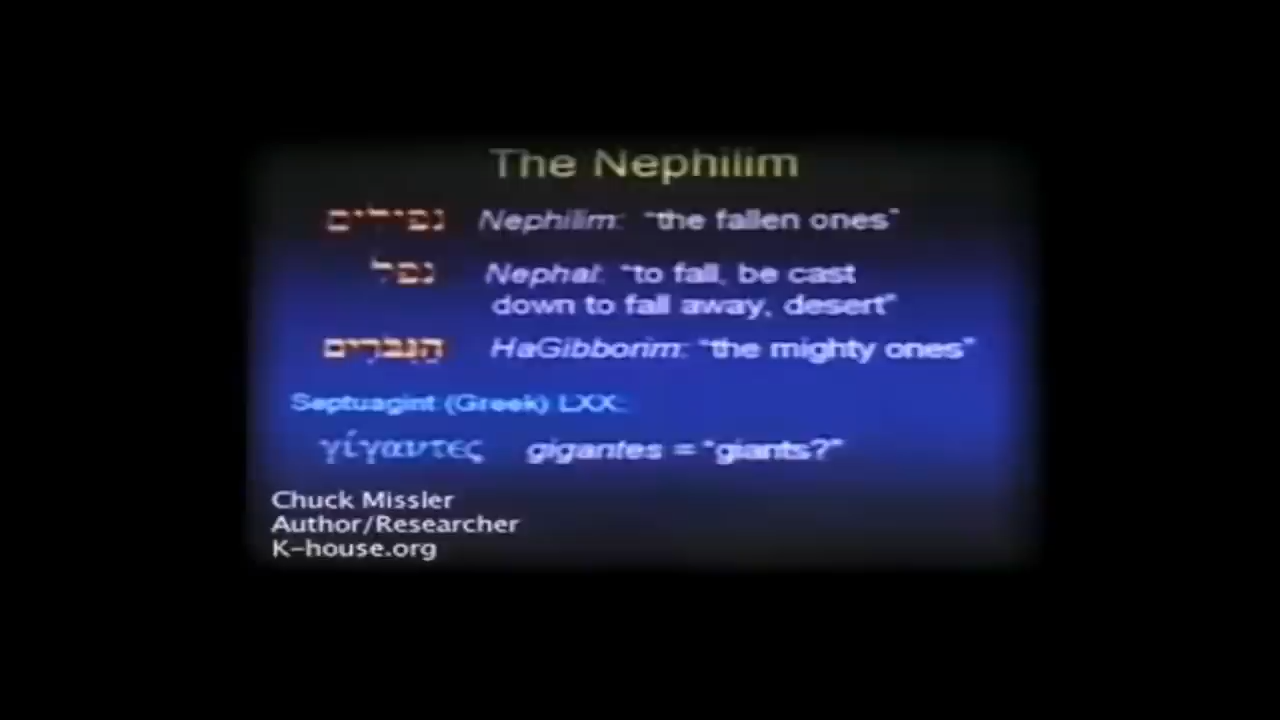 The Nephilim
נפילים Nephilim: "the fallen ones"
נפל Nephal: "to fall, be cast
down to fall away, desert"
הַגִּבֹּרִים HaGibborim: "the mighty ones"
Septuagint (Greek) LXX:
γίγαντες gigantes = "giants?"
Chuck Missler
Author/Researcher
K-house.org